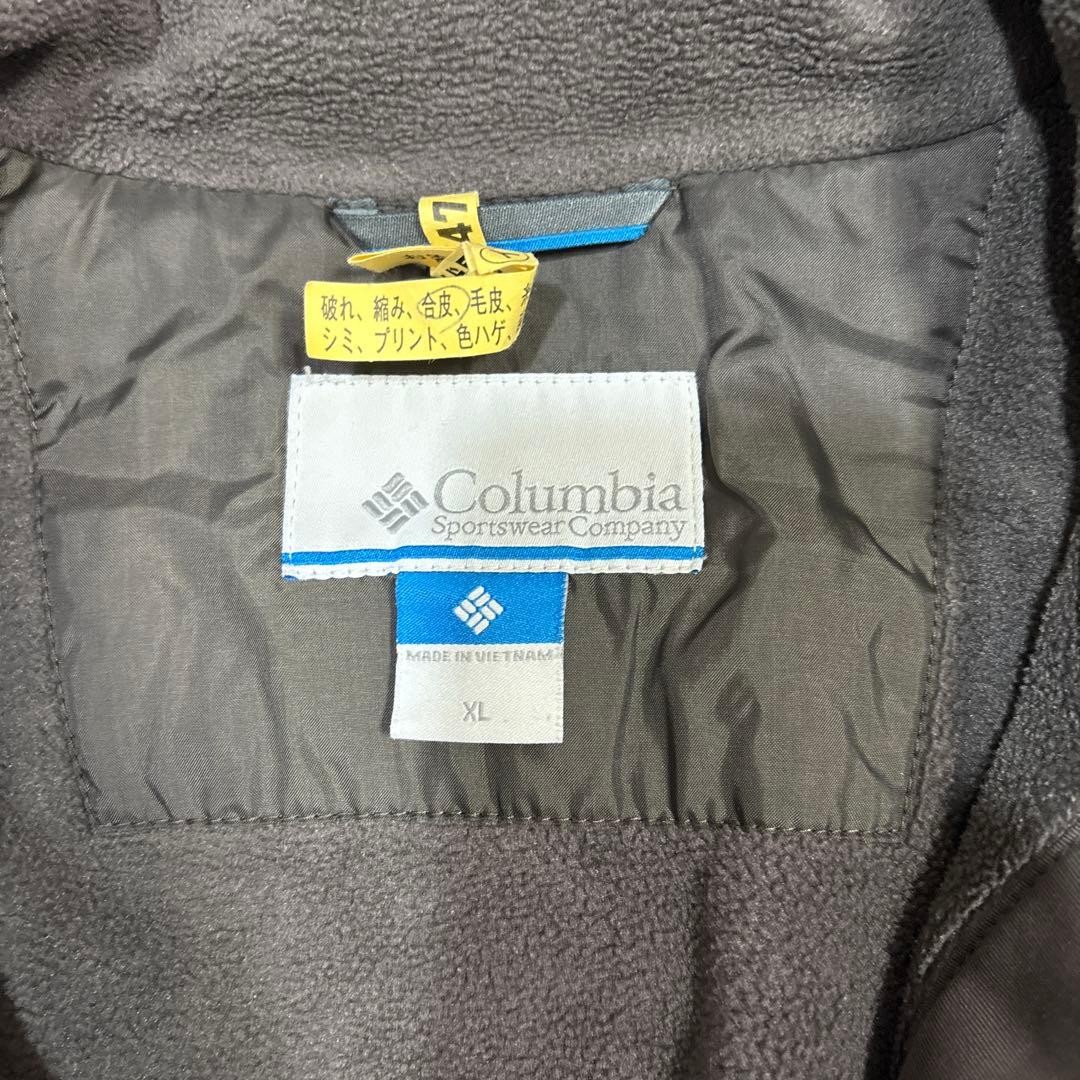 47
破れ、縮み、合皮、毛皮、
シミ、プリント、色ハゲ、
Columbia
Sportswear Company
MADE IN VIETNAM
XL